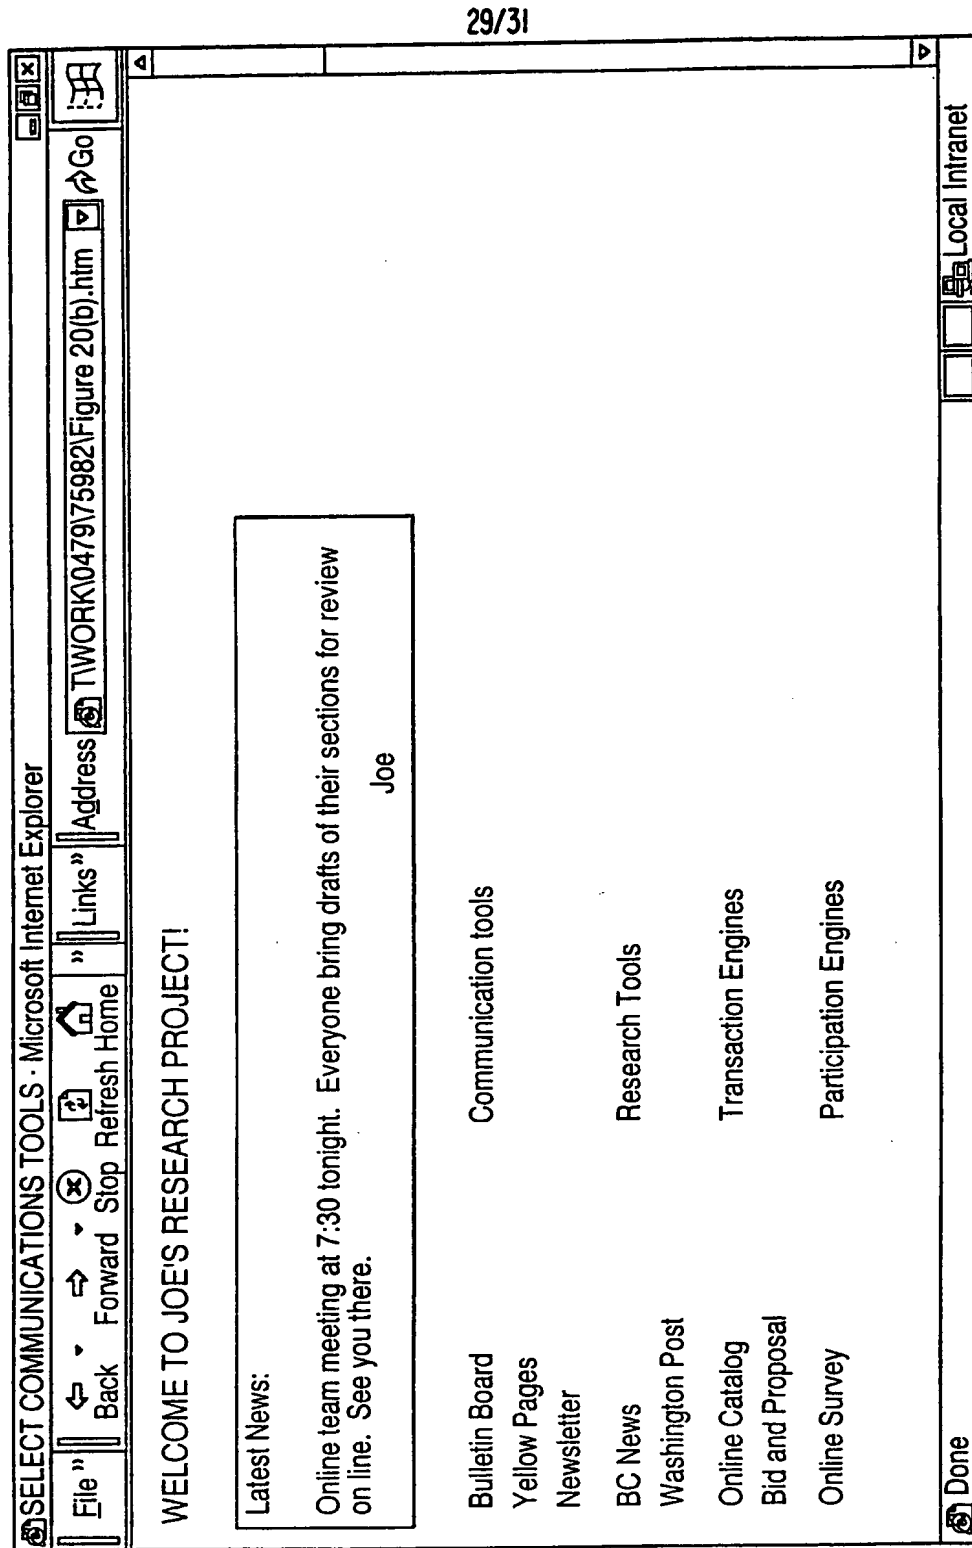 29/31
SELECT COMMUNICATIONS TOOLS - Microsoft Internet Explorer
File » Back Forward Stop Refresh Home » Links » Address T\WORK\0479\75982\Figure 20(b).htm Go
WELCOME TO JOE'S RESEARCH PROJECT!
Latest News:
Online team meeting at 7:30 tonight. Everyone bring drafts of their sections for review
on line. See you there.
Joe
Bulletin Board Communication tools
Yellow Pages
Newsletter
BC News Research Tools
Washington Post
Online Catalog Transaction Engines
Bid and Proposal
Online Survey Participation Engines
Done Local Intranet